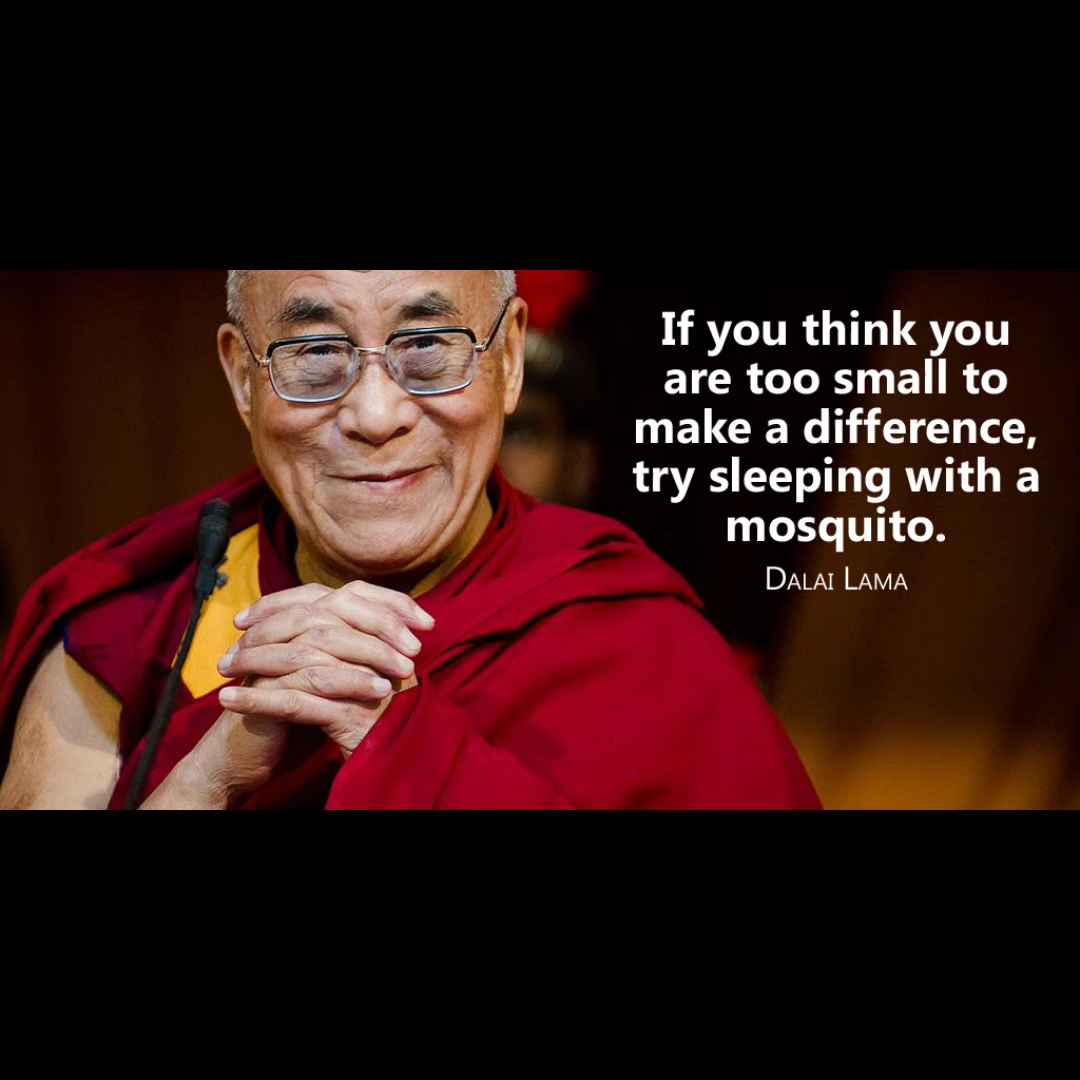 If you think you
are too small to
make a difference,
try sleeping with a
mosquito.
Dalai Lama